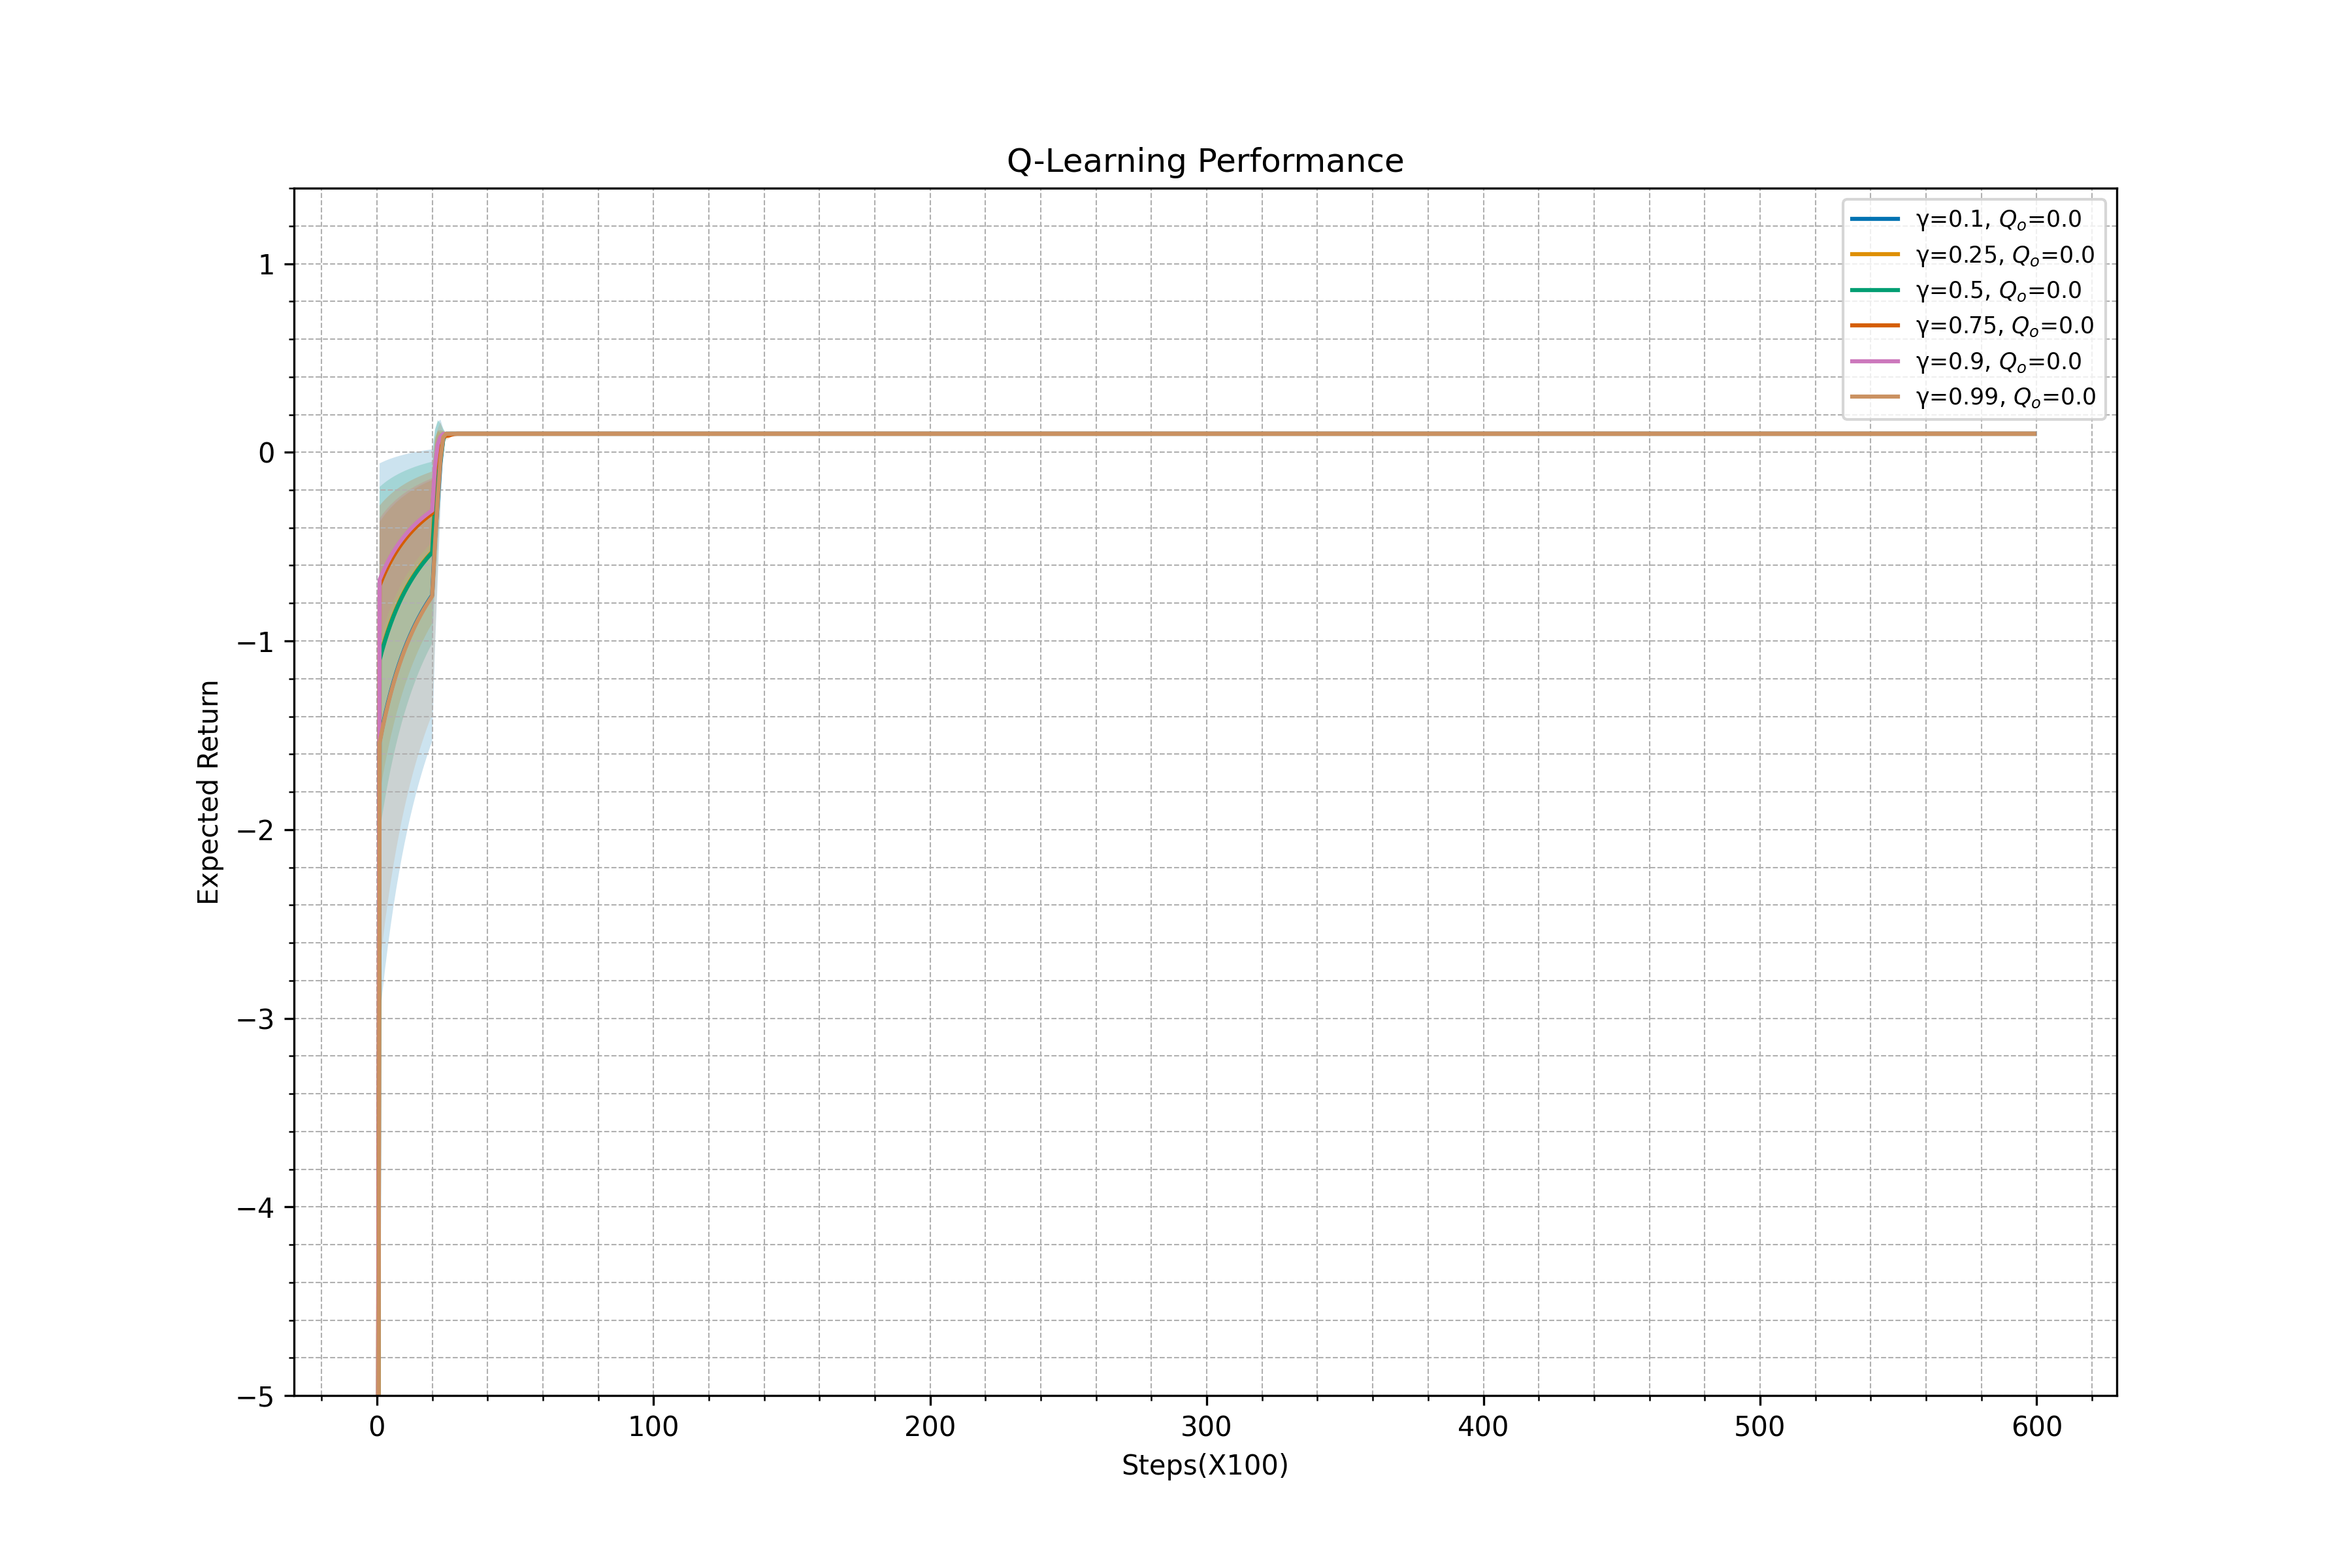 Q-Learning Performance
γ=0.1, Qₒ=0.0
γ=0.25, Qₒ=0.0
γ=0.5, Qₒ=0.0
γ=0.75, Qₒ=0.0
γ=0.9, Qₒ=0.0
γ=0.99, Qₒ=0.0
Expected Return
1
0
−1
−2
−3
−4
−5
0 100 200 300 400 500 600
Steps(X100)